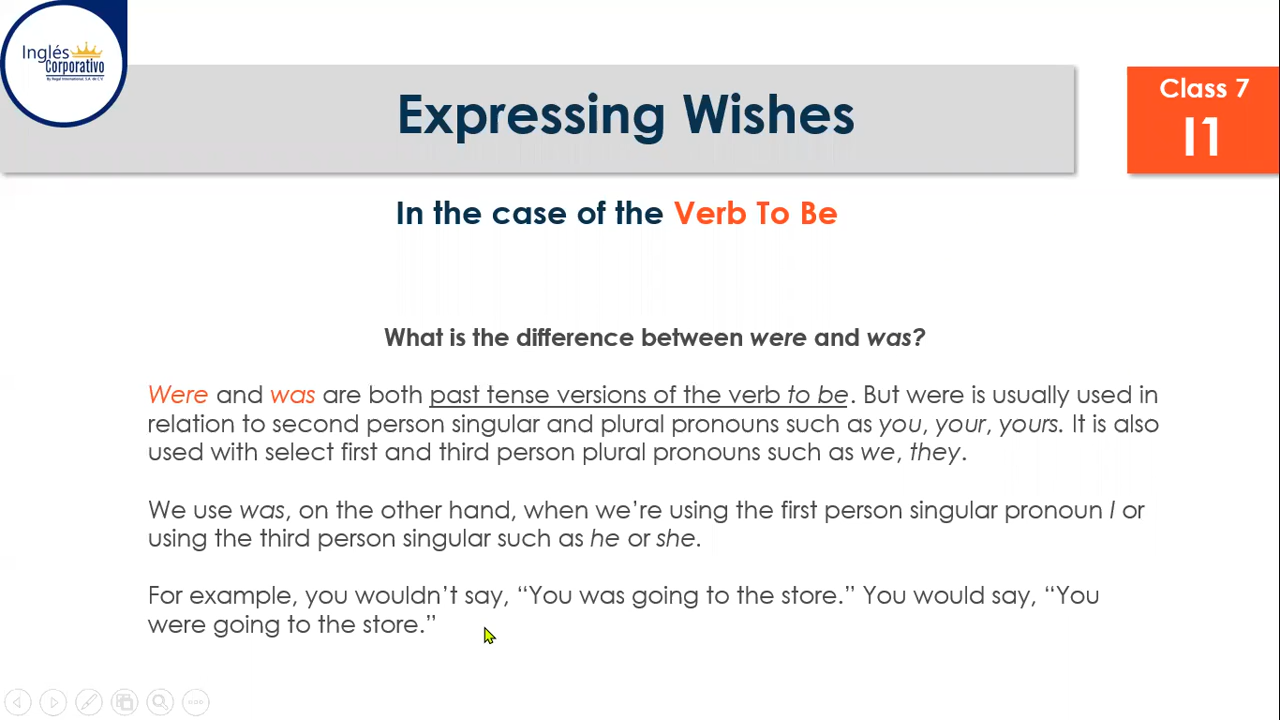 Inglés
Corporativo
By Regal International, S.A. de C.V.
Expressing Wishes
Class 7
I1
In the case of the Verb To Be
What is the difference between were and was?
Were and was are both past tense versions of the verb to be. But were is usually used in
relation to second person singular and plural pronouns such as you, your, yours. It is also
used with select first and third person plural pronouns such as we, they.
We use was, on the other hand, when we’re using the first person singular pronoun I or
using the third person singular such as he or she.
For example, you wouldn’t say, “You was going to the store.” You would say, “You
were going to the store.”